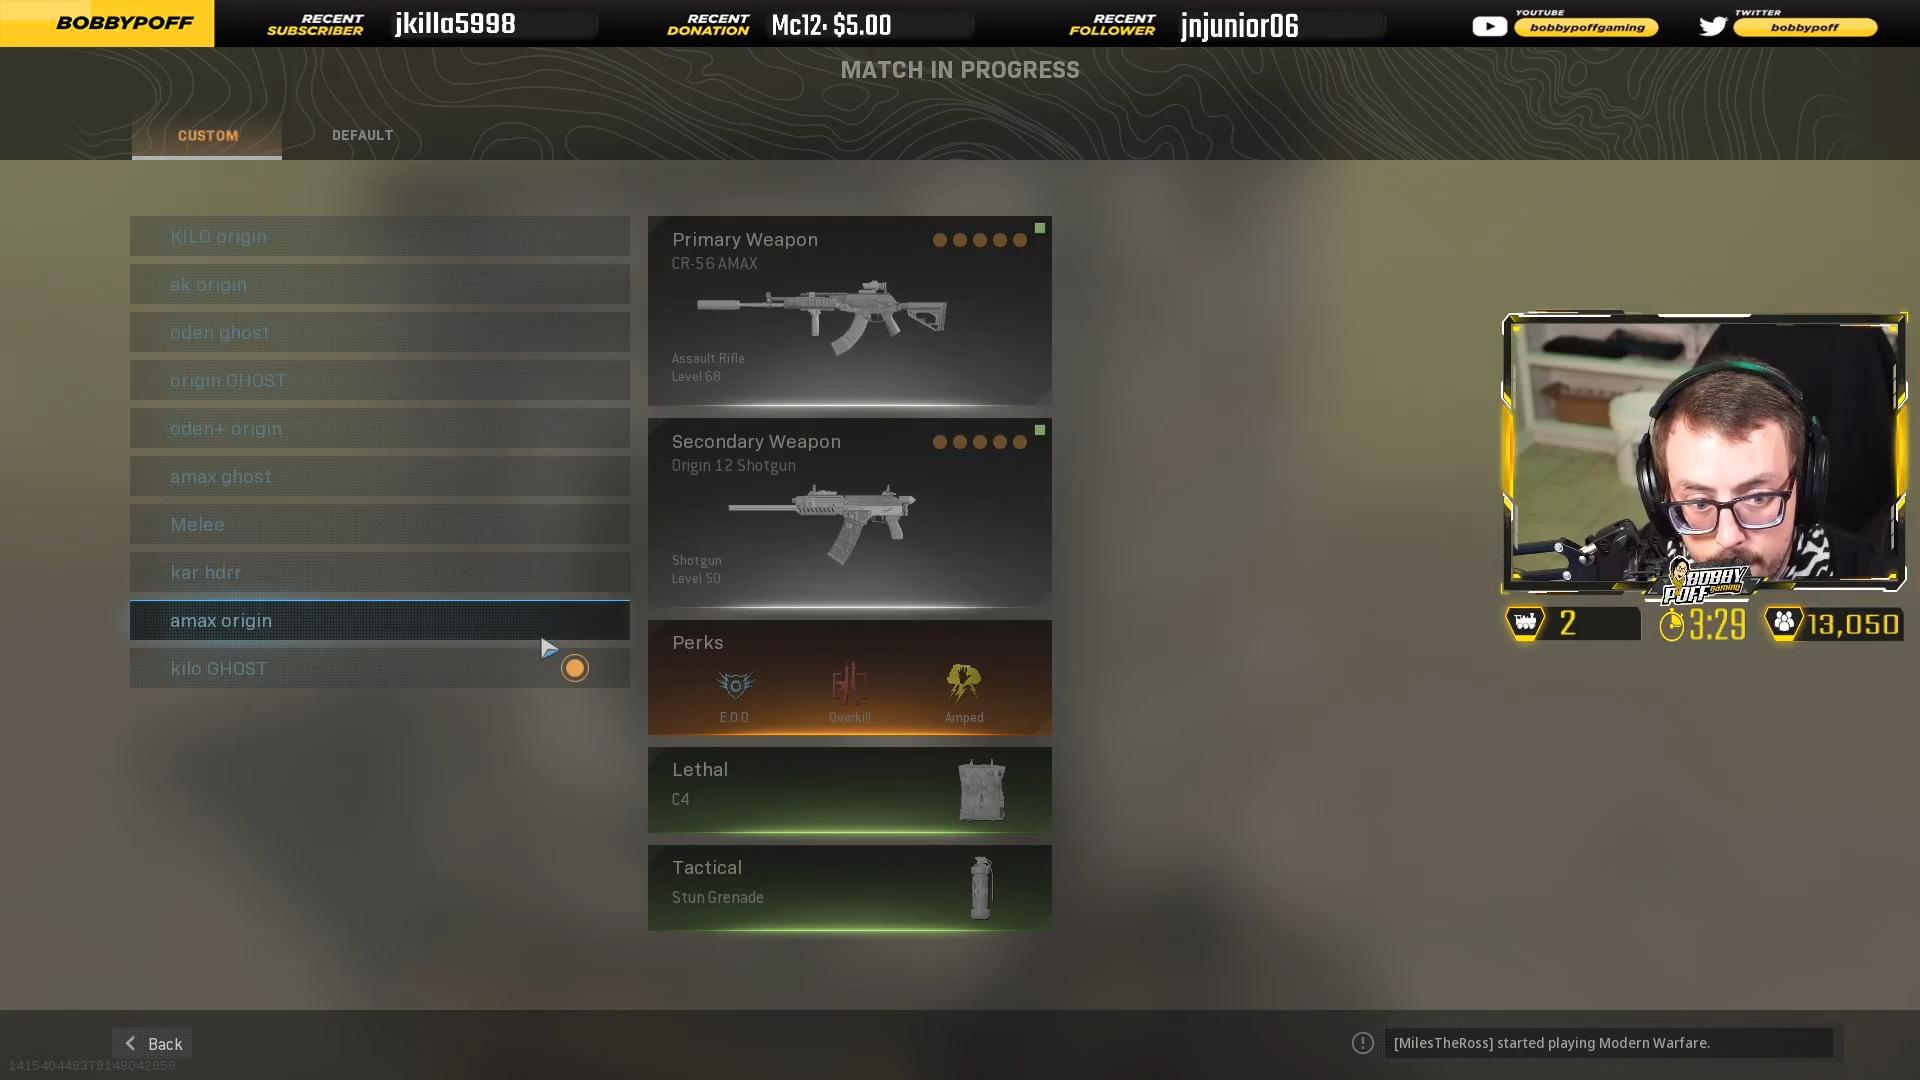 BOBBYPOFF
RECENT SUBSCRIBER
jkilla5998
RECENT DONATION
Mc12: $5.00
RECENT FOLLOWER
jnjunior06
YOUTUBE
bobbypoffgaming
TWITTER
bobbypoff
MATCH IN PROGRESS
CUSTOM
DEFAULT
KILO origin
ak origin
oden ghost
origin GHOST
oden+ origin
amax ghost
Melee
kar hdrr
amax origin
kilo GHOST
Primary Weapon
CR-56 AMAX
Assault Rifle
Level 68
Secondary Weapon
Origin 12 Shotgun
Shotgun
Level 50
Perks
E.O.D Overkill Amped
Lethal
C4
Tactical
Stun Grenade
BOBBY
POFF
GAMING
2 3:29 13,050
Back
[MilesTheRoss] started playing Modern Warfare.
141540449379148042959